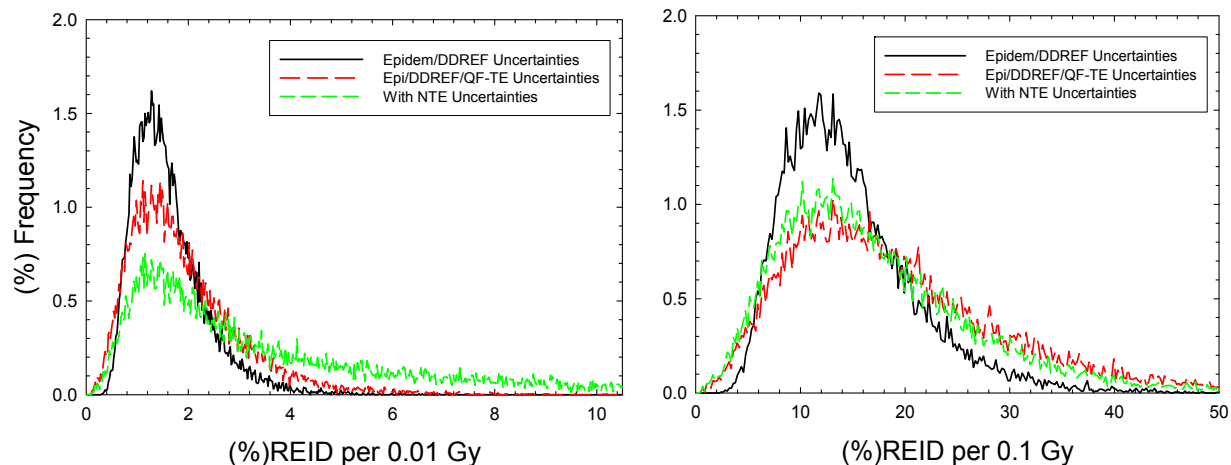 2.0
1.5
1.0
0.5
0.0
(%) Frequency
Epidem/DDREF Uncertainties
Epi/DDREF/QF-TE Uncertainties
With NTE Uncertainties
0 2 4 6 8 10
(%)REID per 0.01 Gy
2.0
1.5
1.0
0.5
0.0
Epidem/DDREF Uncertainties
Epi/DDREF/QF-TE Uncertainties
With NTE Uncertainties
0 10 20 30 40 50
(%)REID per 0.1 Gy